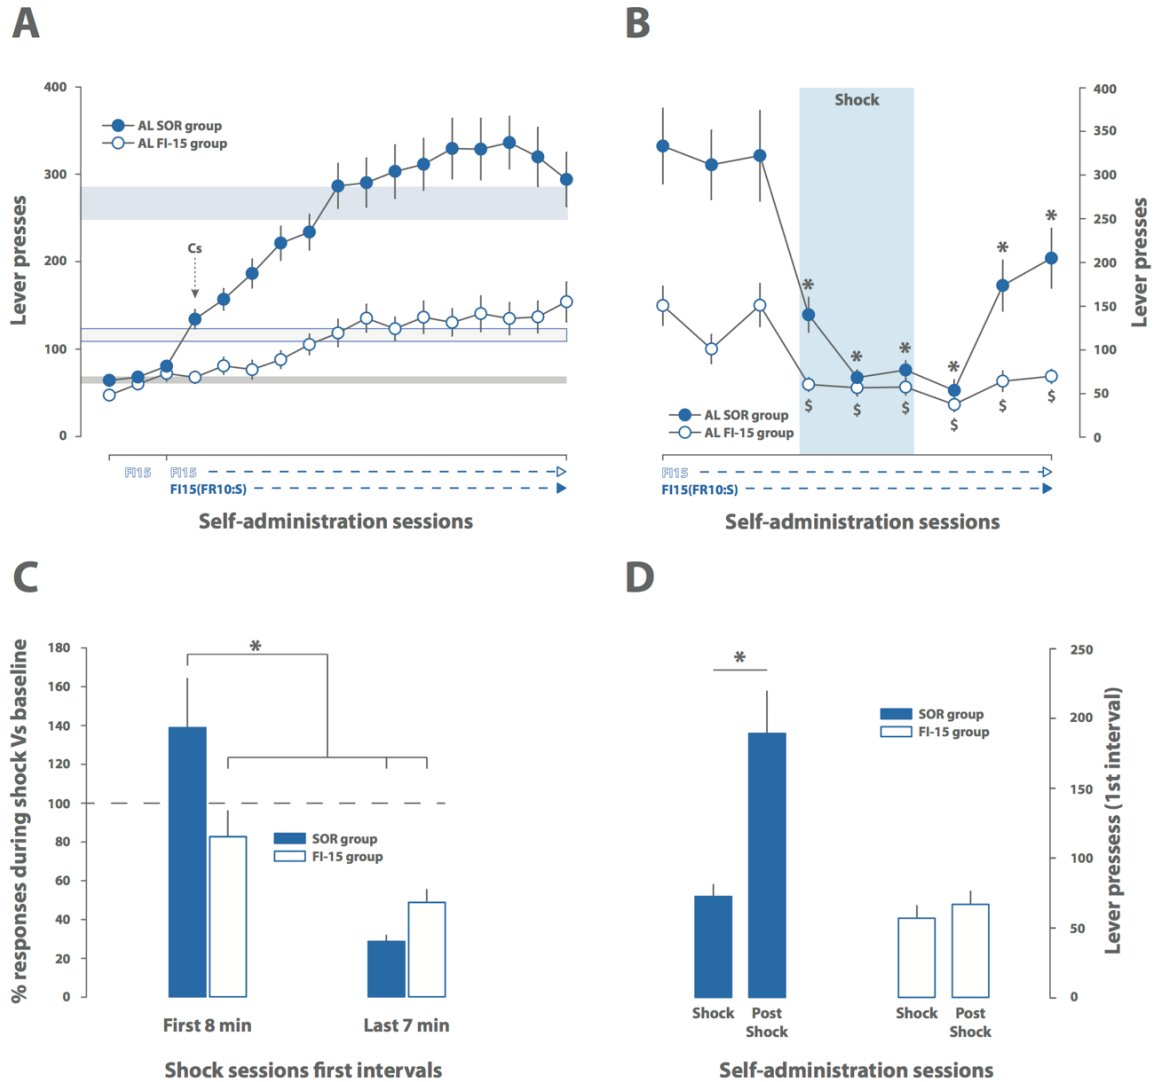 A
400
300
200
100
0
Lever presses
AL SOR group
AL FI-15 group
Cs
FI15 FI15
FI15(FR10:S)
Self-administration sessions
B
Shock
400
350
300
250
200
150
100
50
0
Lever presses
*
*
*
*
*
*
$
$
$
$
$
$
AL SOR group
AL FI-15 group
FI15
FI15(FR10:S)
Self-administration sessions
C
% responses during shock Vs baseline
180
160
140
120
100
80
60
40
20
0
*
SOR group
FI-15 group
First 8 min
Last 7 min
Shock sessions first intervals
D
*
SOR group
FI-15 group
250
200
150
100
50
0
Lever pressess (1st interval)
Shock
Post
Shock
Shock
Post
Shock
Self-administration sessions